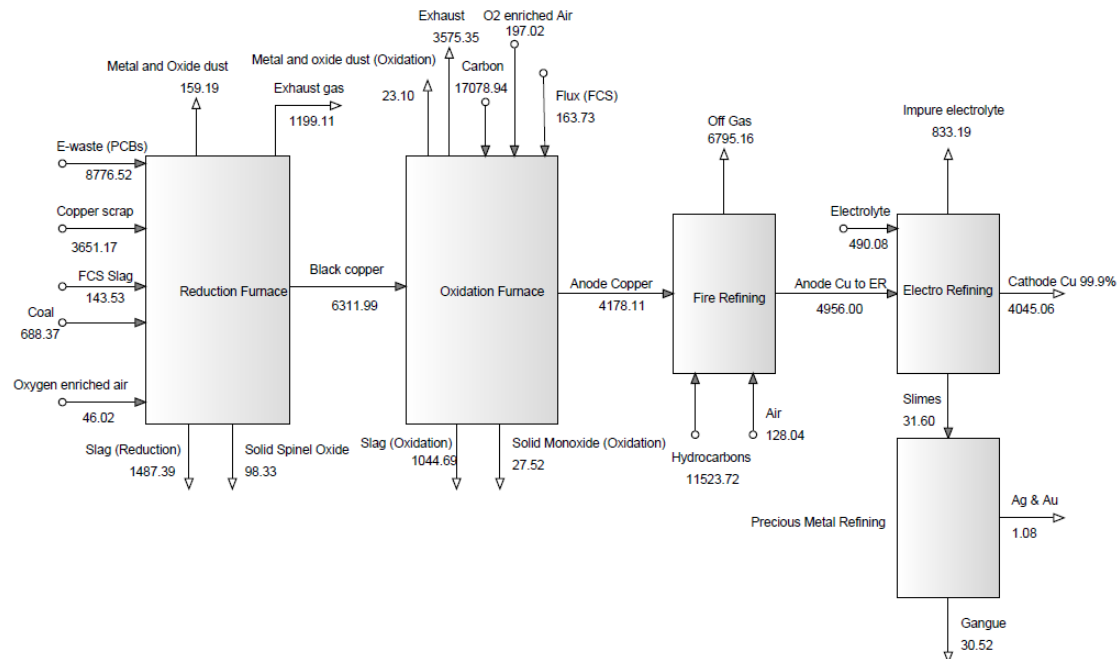 Exhaust
3575.35
O2 enriched Air
197.02
Metal and oxide dust (Oxidation)
23.10
Carbon
17078.94
Flux (FCS)
163.73
Metal and Oxide dust
159.19
Exhaust gas
1199.11
E-waste (PCBs)
8776.52
Copper scrap
3651.17
FCS Slag
143.53
Coal
688.37
Oxygen enriched air
46.02
Reduction Furnace
Slag (Reduction)
1487.39
Solid Spinel Oxide
98.33
Black copper
6311.99
Oxidation Furnace
Slag (Oxidation)
1044.69
Solid Monoxide (Oxidation)
27.52
Anode Copper
4178.11
Off Gas
6795.16
Fire Refining
Hydrocarbons
11523.72
Air
128.04
Anode Cu to ER
4956.00
Impure electrolyte
833.19
Electrolyte
490.08
Electro Refining
Cathode Cu 99.9%
4045.06
Slimes
31.60
Precious Metal Refining
Ag & Au
1.08
Gangue
30.52